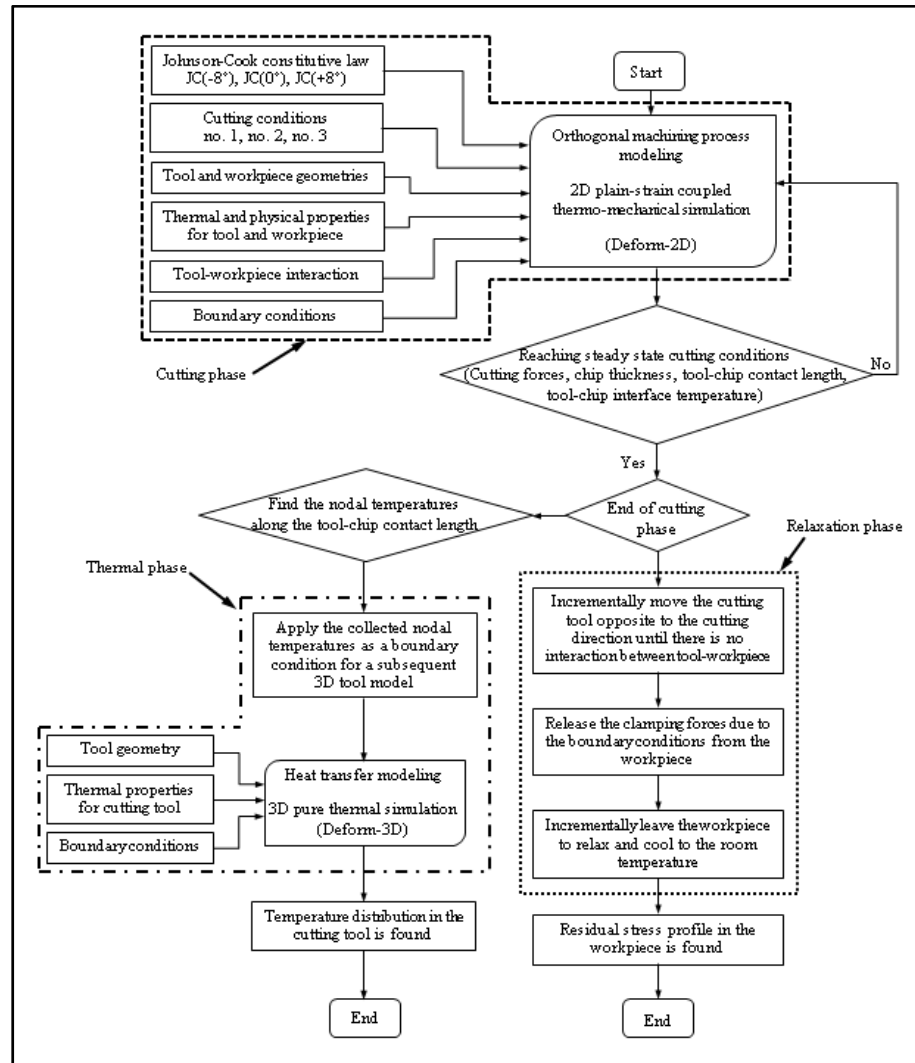 Johnson-Cook constitutive law
JC(-8°), JC(0°), JC(+8°)
Cutting conditions
no. 1, no. 2, no. 3
Tool and workpiece geometries
Thermal and physical properties
for tool and workpiece
Tool-workpiece interaction
Boundary conditions
Cutting phase
Start
Orthogonal machining process
modeling
2D plain-strain coupled
thermo-mechanical simulation
(Deform-2D)
Reaching steady state cutting conditions
(Cutting forces, chip thickness, tool-chip contact length,
tool-chip interface temperature)
No
Yes
End of cutting
phase
Find the nodal temperatures
along the tool-chip contact length
Relaxation phase
Thermal phase
Apply the collected nodal
temperatures as a boundary
condition for a subsequent
3D tool model
Tool geometry
Thermal properties
for cutting tool
Boundary conditions
Heat transfer modeling
3D pure thermal simulation
(Deform-3D)
Temperature distribution in the
cutting tool is found
End
Incrementally move the cutting
tool opposite to the cutting
direction until there is no
interaction between tool-workpiece
Release the clamping forces due to
the boundary conditions from the
workpiece
Incrementally leave the workpiece
to relax and cool to the room
temperature
Residual stress profile in the
workpiece is found
End